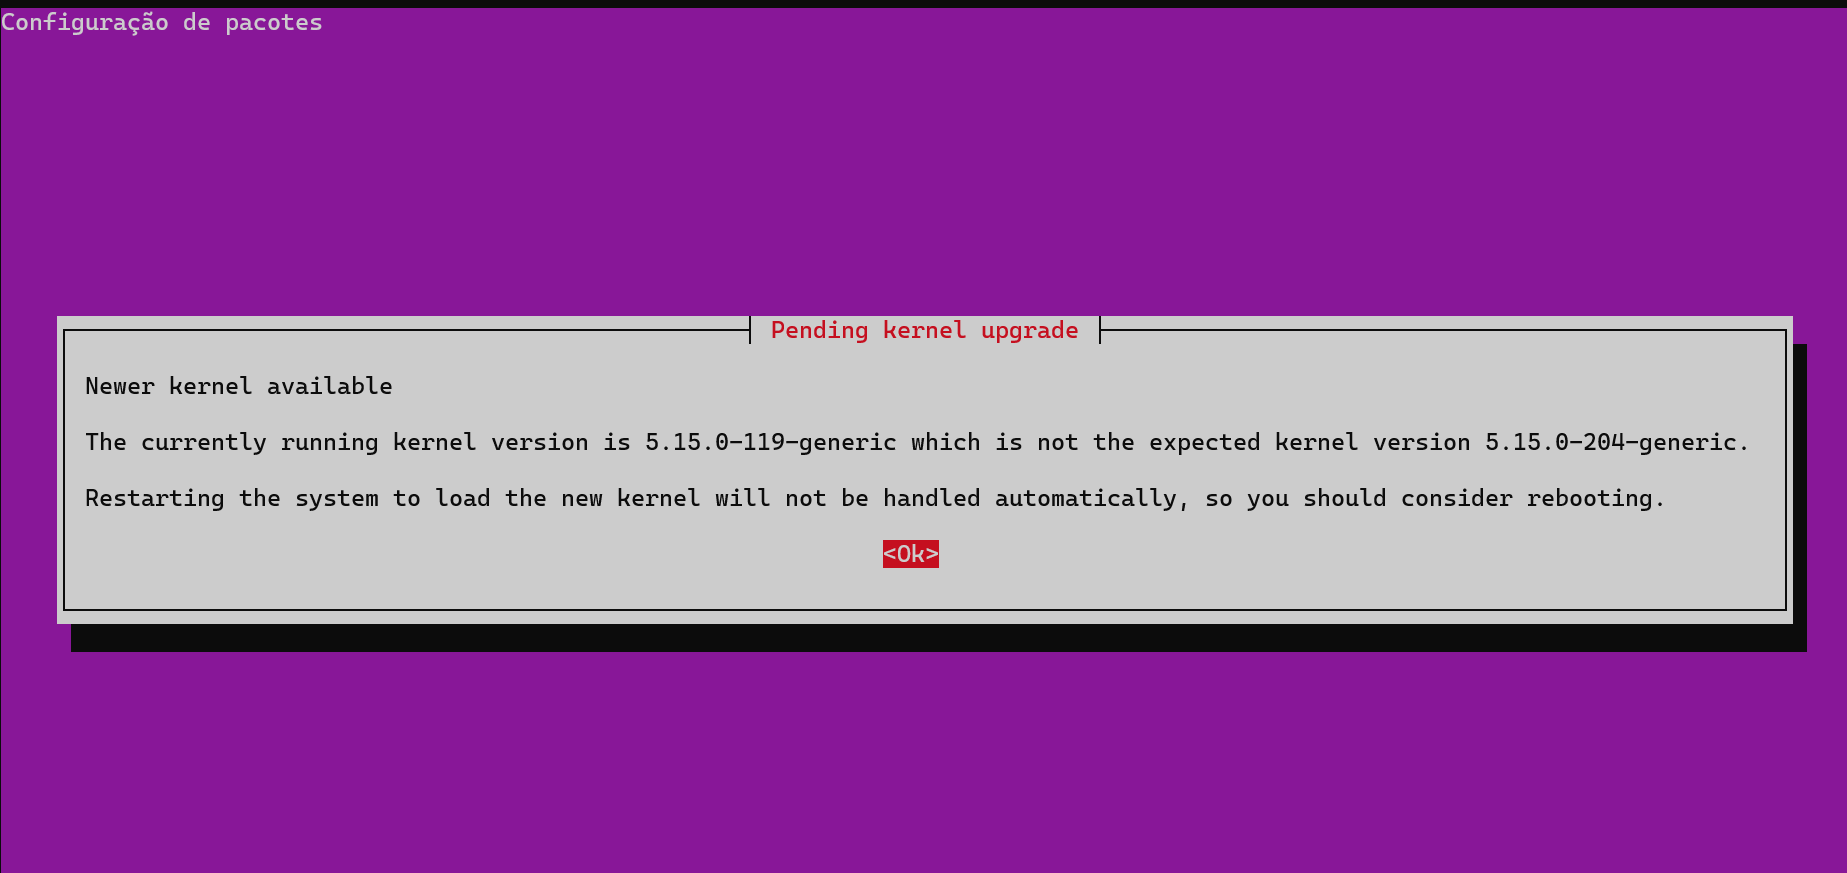 Configuração de pacotes
Pending kernel upgrade
Newer kernel available
The currently running kernel version is 5.15.0-119-generic which is not the expected kernel version 5.15.0-204-generic.
Restarting the system to load the new kernel will not be handled automatically, so you should consider rebooting.
<Ok>